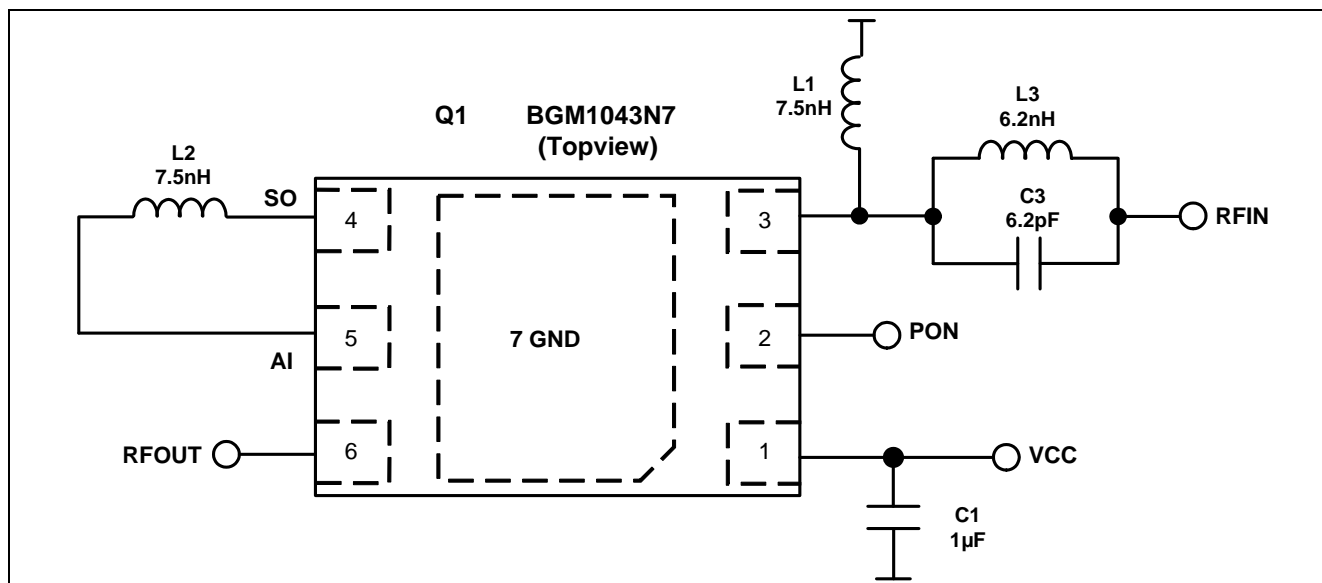 Q1 BGM1043N7
(Topview)
L1
7.5nH
L3
6.2nH
C3
6.2pF
RFIN
L2
7.5nH
SO
4
3
7 GND
AI
5
2
PON
RFOUT
6
1
VCC
C1
1µF